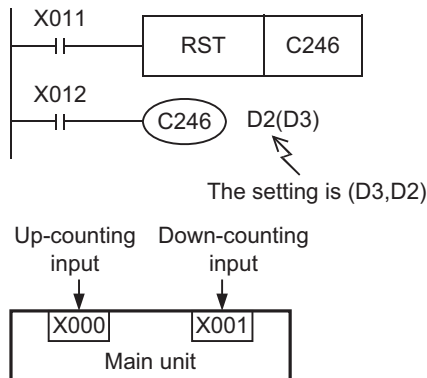 X011
RST C246
X012
C246 D2(D3)
The setting is (D3,D2)
Up-counting Down-counting
input input
X000 X001
Main unit